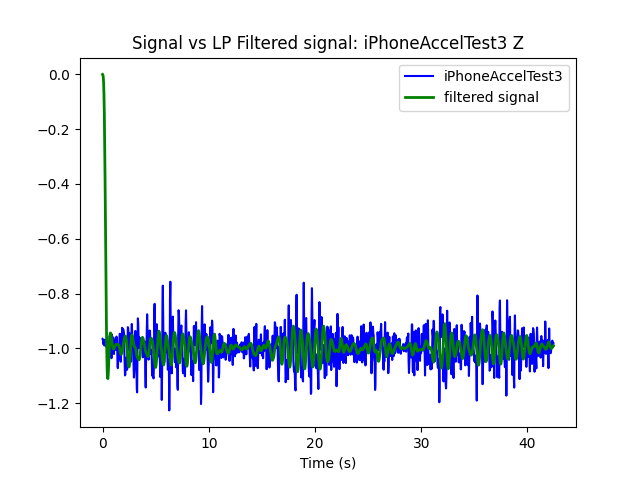 Signal vs LP Filtered signal: iPhoneAccelTest3 Z
iPhoneAccelTest3
filtered signal
0.0
−0.2
−0.4
−0.6
−0.8
−1.0
−1.2
0 10 20 30 40
Time (s)